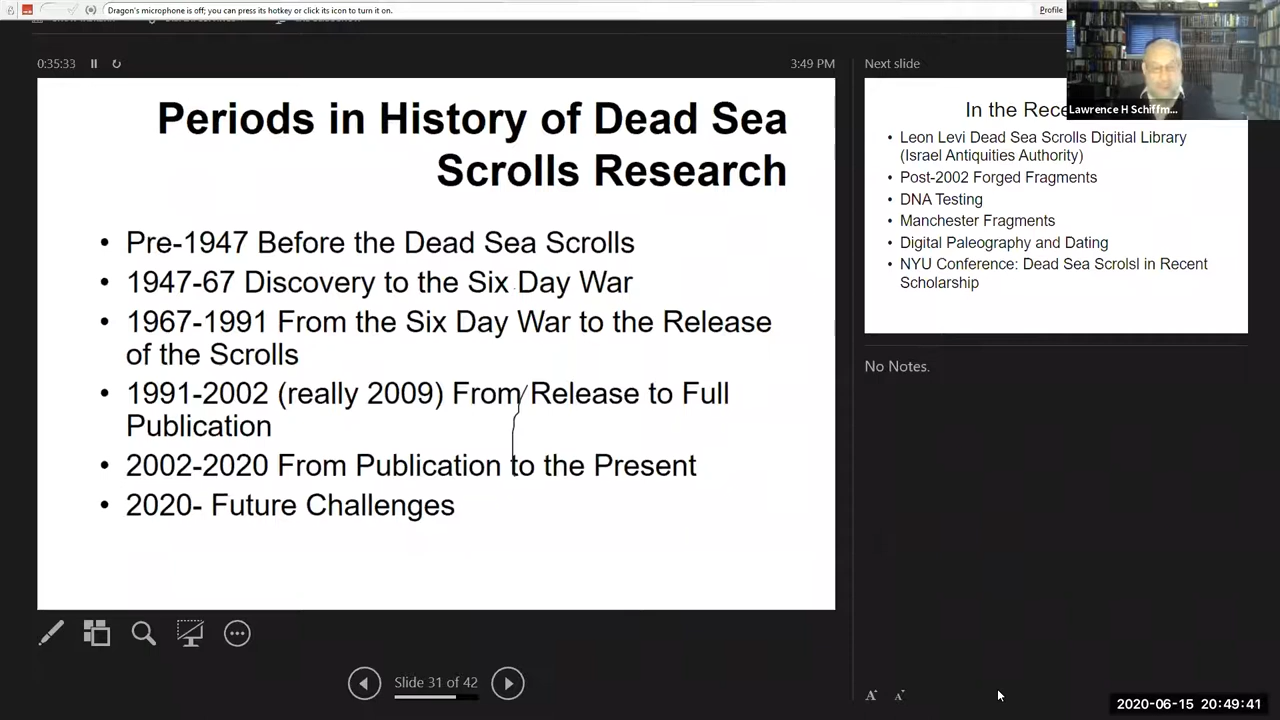 Dragon's microphone is off; you can press its hotkey or click its icon to turn it on.
Profile
0:35:33
3:49 PM
Periods in History of Dead Sea
Scrolls Research
• Pre-1947 Before the Dead Sea Scrolls
• 1947-67 Discovery to the Six Day War
• 1967-1991 From the Six Day War to the Release
of the Scrolls
• 1991-2002 (really 2009) From Release to Full
Publication
• 2002-2020 From Publication to the Present
• 2020- Future Challenges
Slide 31 of 42
Next slide
In the Rece
• Leon Levi Dead Sea Scrolls Digitial Library
(Israel Antiquities Authority)
• Post-2002 Forged Fragments
• DNA Testing
• Manchester Fragments
• Digital Paleography and Dating
• NYU Conference: Dead Sea Scrolsl in Recent
Scholarship
No Notes.
A A
Lawrence H Schiffm...
2020-06-15 20:49:41